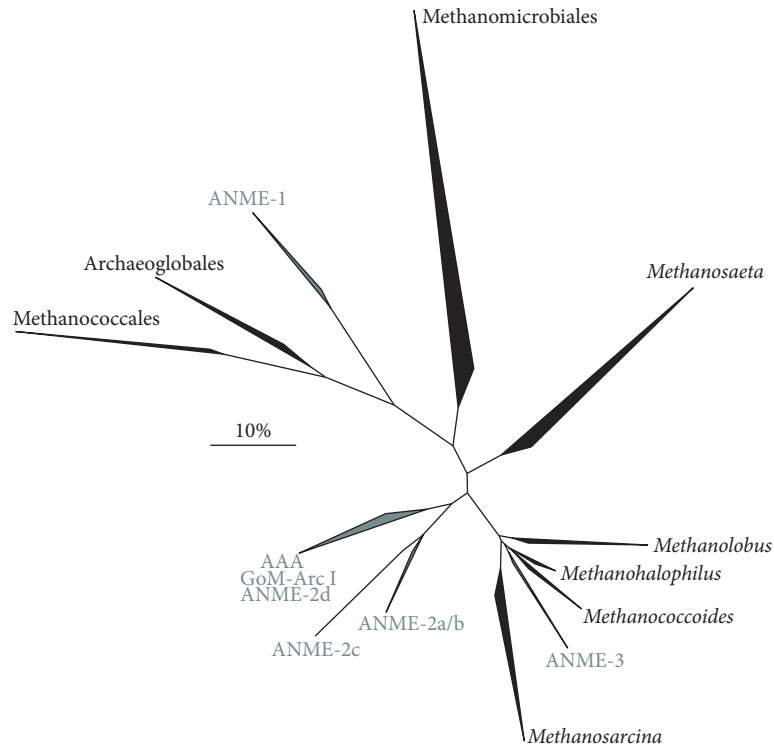 Methanomicrobiales
ANME-1
Archaeoglobales
Methanosaeta
Methanococcales
10%
Methanolobus
AAA
GoM-Arc I
ANME-2d
Methanohalophilus
Methanococcoides
ANME-2a/b
ANME-2c
ANME-3
Methanosarcina